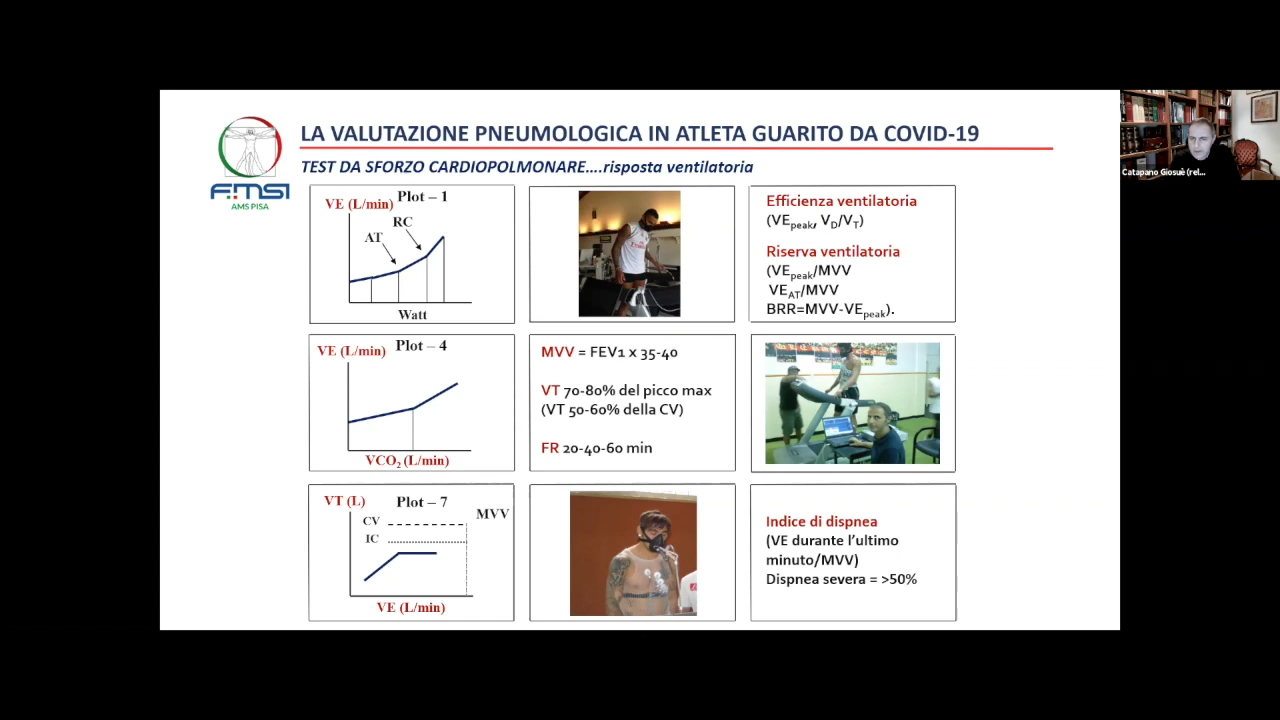 LA VALUTAZIONE PNEUMOLOGICA IN ATLETA GUARITO DA COVID-19
TEST DA SFORZO CARDIOPOLMONARE....risposta ventilatoria
FMSI
AMS PISA
Catapano Giosuè (rel...
VE (L/min)
Plot – 1
RC
AT
Watt
Efficienza ventilatoria
(VEpeak, VD/VT)
Riserva ventilatoria
(VEpeak/MVV
VEAT/MVV
BRR=MVV-VEpeak).
VE (L/min)
Plot – 4
VCO2 (L/min)
MVV = FEV1 x 35-40
VT 70-80% del picco max
(VT 50-60% della CV)
FR 20-40-60 min
VT (L)
Plot – 7
CV
MVV
IC
VE (L/min)
Indice di dispnea
(VE durante l'ultimo
minuto/MVV)
Dispnea severa = >50%